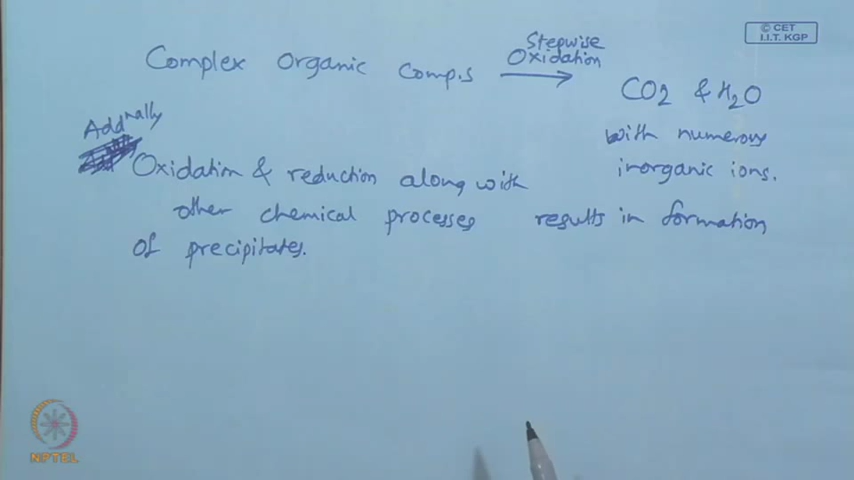 © CET
I.I.T. KGP
Complex Organic Comp.s Stepwise Oxidation → CO2 & H2O
with numerous
inorganic ions.
Addnally
Oxidation & reduction along with
other chemical processes results in formation
of precipitates.
NPTEL